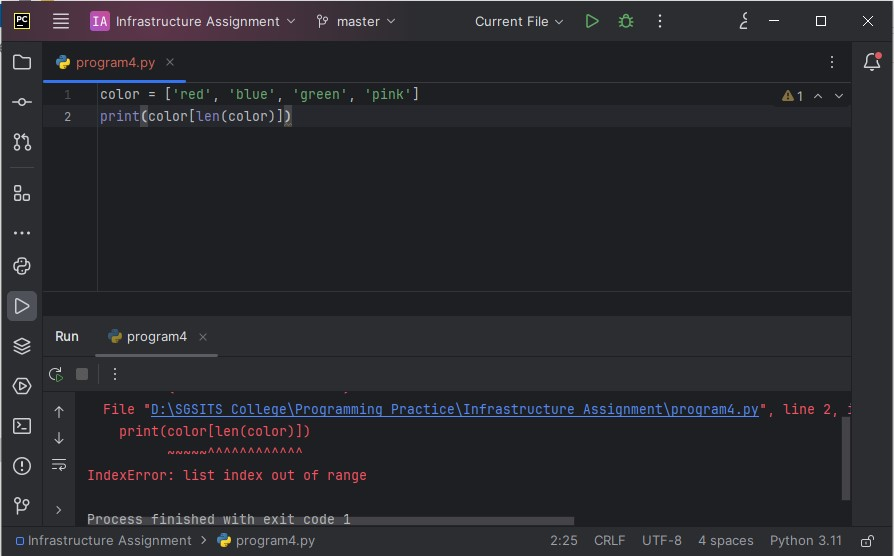 PC IA Infrastructure Assignment master Current File
program4.py
1 color = ['red', 'blue', 'green', 'pink']
1
2 print(color[len(color)])
Run program4
File "D:\SGSITS College\Programming Practice\Infrastructure Assignment\program4.py", line 2,
print(color[len(color)])
~~~~~^^^^^^^^^^^^
IndexError: list index out of range
Process finished with exit code 1
Infrastructure Assignment > program4.py 2:25 CRLF UTF-8 4 spaces Python 3.11